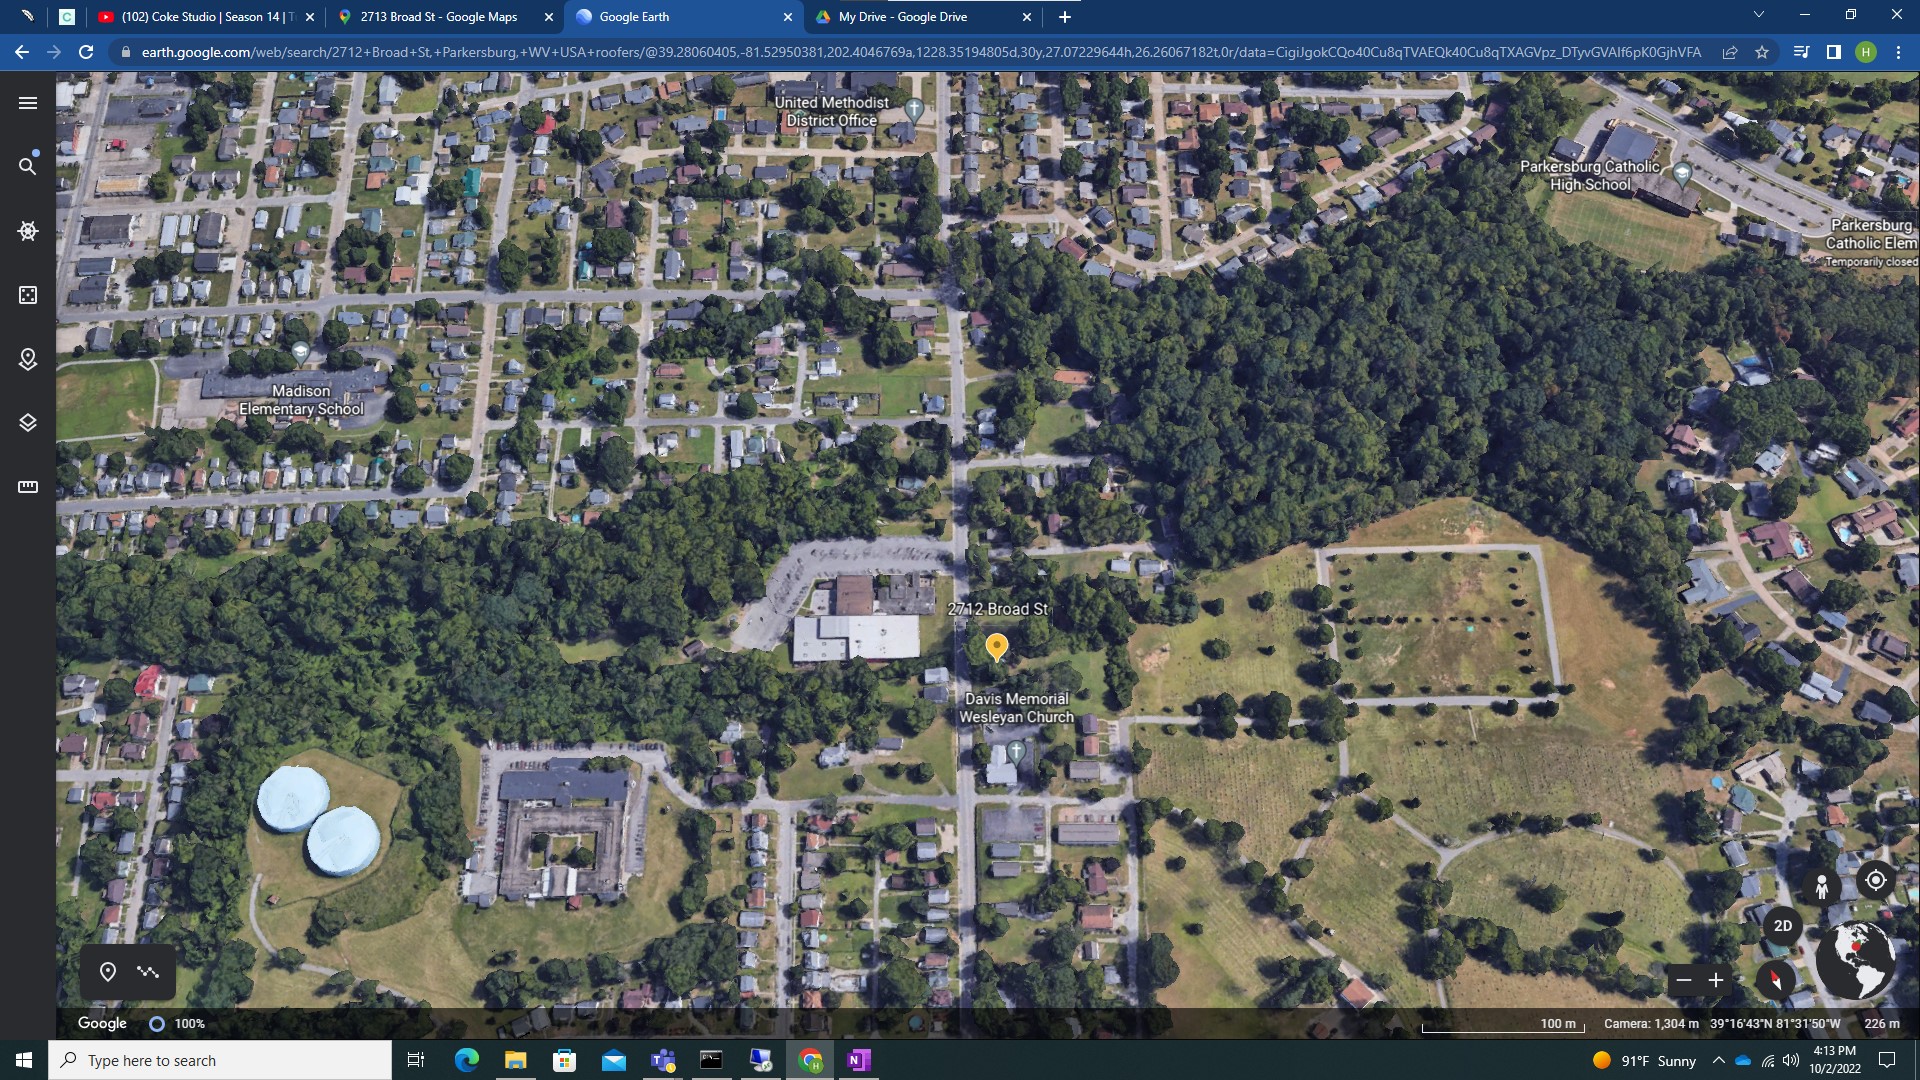 (102) Coke Studio | Season 14 | T
2713 Broad St - Google Maps
Google Earth
My Drive - Google Drive
earth.google.com/web/search/2712+Broad+St,+Parkersburg,+WV+USA+roofers/@39.28060405,-81.52950381,202.4046769a,1228.35194805d,30y,27.07229644h,26.26067182t,0r/data=CigiJgokCQo40Cu8qTVAEQk40Cu8qTXAGVpz_DTyvGVAIf6pK0GjhVFA
H
United Methodist
District Office
Parkersburg Catholic
High School
Parkersburg
Catholic Elem
Temporarily closed
Madison
Elementary School
2712 Broad St
Davis Memorial
Wesleyan Church
2D
Google
100%
100 m
Camera: 1,304 m
39°16'43"N 81°31'50"W
226 m
Type here to search
91°F Sunny
4:13 PM
10/2/2022